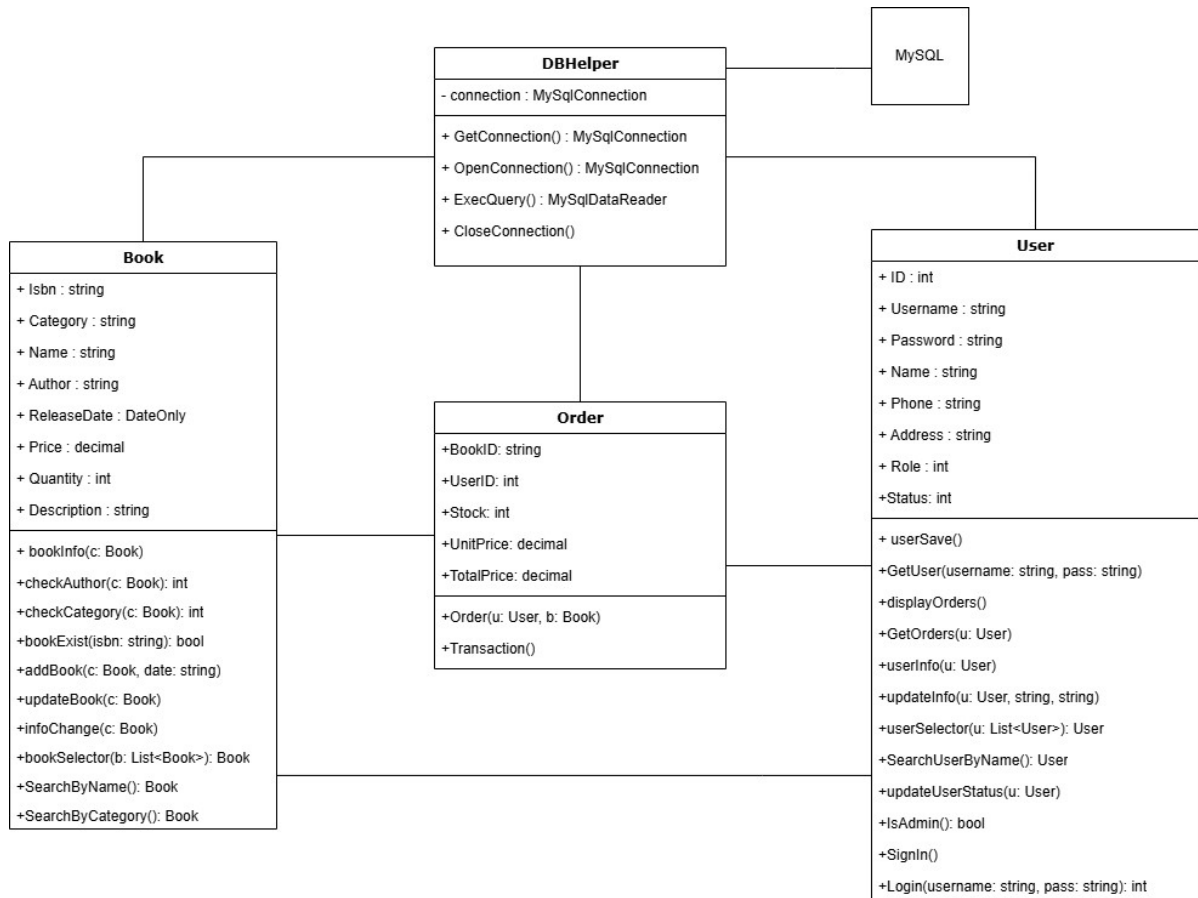 MySQL
DBHelper
- connection : MySqlConnection
+ GetConnection() : MySqlConnection
+ OpenConnection() : MySqlConnection
+ ExecQuery() : MySqlDataReader
+ CloseConnection()
Book
+ Isbn : string
+ Category : string
+ Name : string
+ Author : string
+ ReleaseDate : DateOnly
+ Price : decimal
+ Quantity : int
+ Description : string
+ bookInfo(c: Book)
+checkAuthor(c: Book): int
+checkCategory(c: Book): int
+bookExist(isbn: string): bool
+addBook(c: Book, date: string)
+updateBook(c: Book)
+infoChange(c: Book)
+bookSelector(b: List<Book>): Book
+SearchByName(): Book
+SearchByCategory(): Book
Order
+BookID: string
+UserID: int
+Stock: int
+UnitPrice: decimal
+TotalPrice: decimal
+Order(u: User, b: Book)
+Transaction()
User
+ ID : int
+ Username : string
+ Password : string
+ Name : string
+ Phone : string
+ Address : string
+ Role : int
+Status: int
+ userSave()
+GetUser(username: string, pass: string)
+displayOrders()
+GetOrders(u: User)
+userInfo(u: User)
+updateInfo(u: User, string, string)
+userSelector(u: List<User>): User
+SearchUserByName(): User
+updateUserStatus(u: User)
+IsAdmin(): bool
+SignIn()
+Login(username: string, pass: string): int